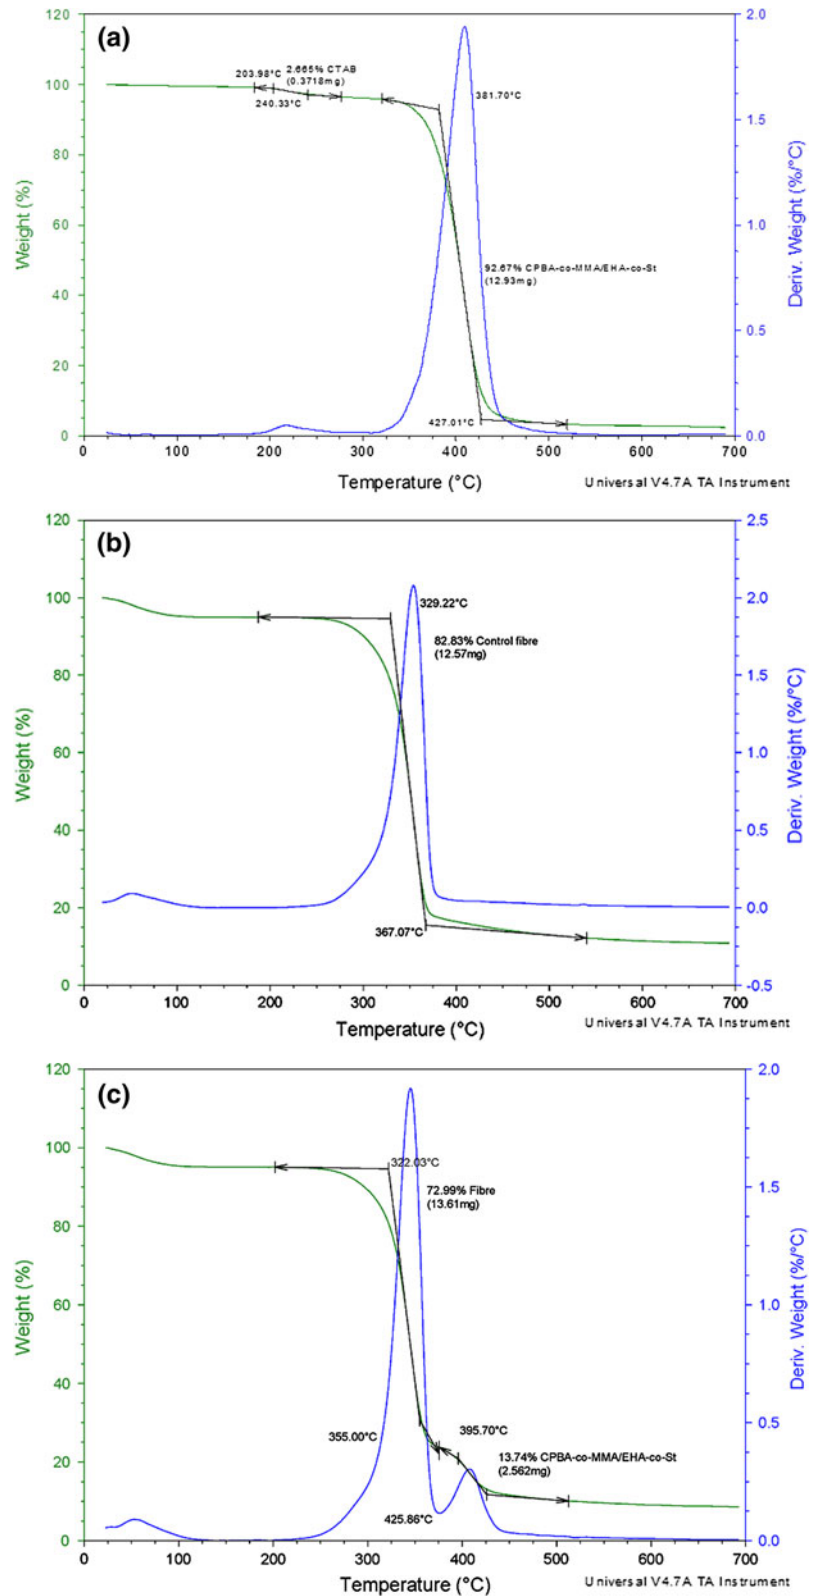 (a)
120
100
80
60
40
20
0
Weight (%)
203.98°C
2.665% CTAB
(0.3718mg)
240.33°C
381.70°C
92.67% CPBA-co-MMA/EHA-co-St
(12.93mg)
427.01°C
2.0
1.5
1.0
0.5
0.0
Deriv. Weight (%/°C)
0 100 200 300 400 500 600 700
Temperature (°C)
Universal V4.7A TA Instrument
(b)
120
100
80
60
40
20
0
Weight (%)
329.22°C
82.83% Control fibre
(12.57mg)
367.07°C
2.5
2.0
1.5
1.0
0.5
0.0
-0.5
Deriv. Weight (%/°C)
0 100 200 300 400 500 600 700
Temperature (°C)
Universal V4.7A TA Instrument
(c)
120
100
80
60
40
20
0
Weight (%)
322.03°C
72.99% Fibre
(13.61mg)
355.00°C
395.70°C
13.74% CPBA-co-MMA/EHA-co-St
(2.562mg)
425.86°C
2.0
1.5
1.0
0.5
0.0
Deriv. Weight (%/°C)
0 100 200 300 400 500 600 700
Temperature (°C)
Universal V4.7A TA Instrument